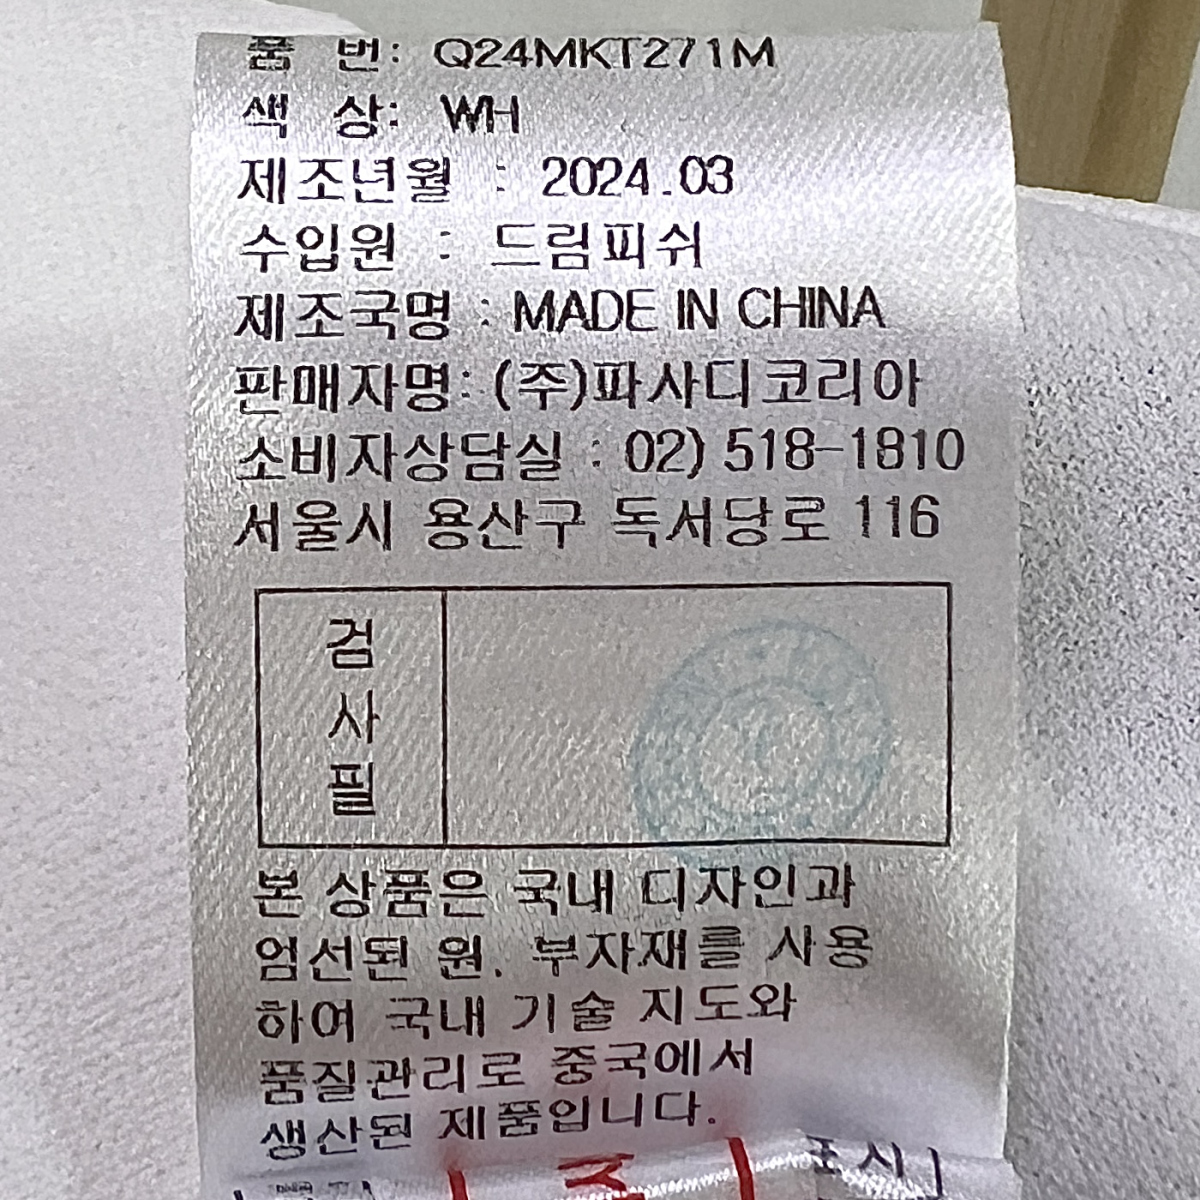 품 번: Q24MKT271M
색 상: WH
제조년월 : 2024.03
수입원 : 드림피쉬
제조국명 : MADE IN CHINA
판매자명: (주)파사디코리아
소비자상담실 : 02) 518-1810
서울시 용산구 독서당로 116
검
사
필
본 상품은 국내 디자인과
엄선된 원. 부자재를 사용
하여 국내 기술 지도와
품질관리로 중국에서
생산된 제품입니다.